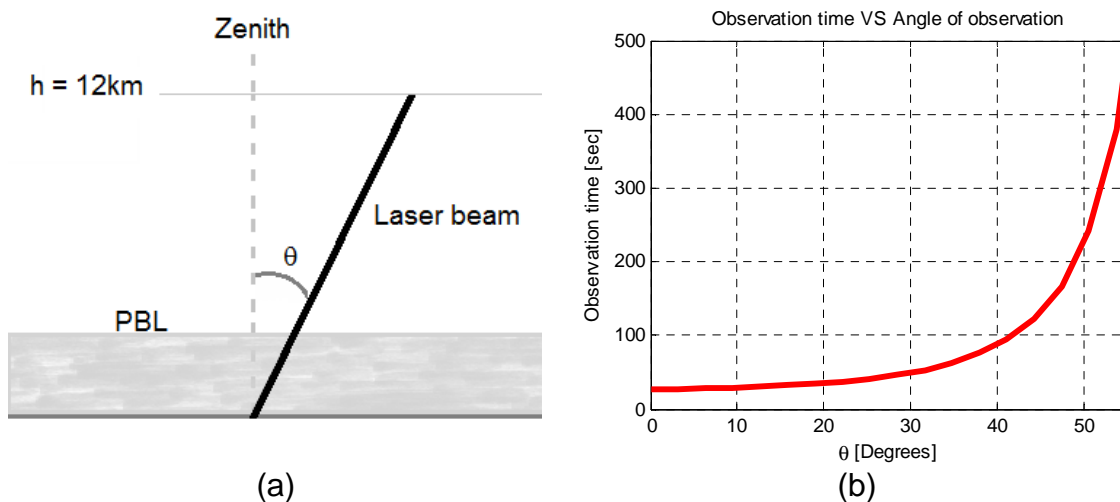 Zenith
h = 12km
Laser beam
θ
PBL
(a)
Observation time VS Angle of observation
Observation time [sec]
500
400
300
200
100
0
0 10 20 30 40 50
θ [Degrees]
(b)